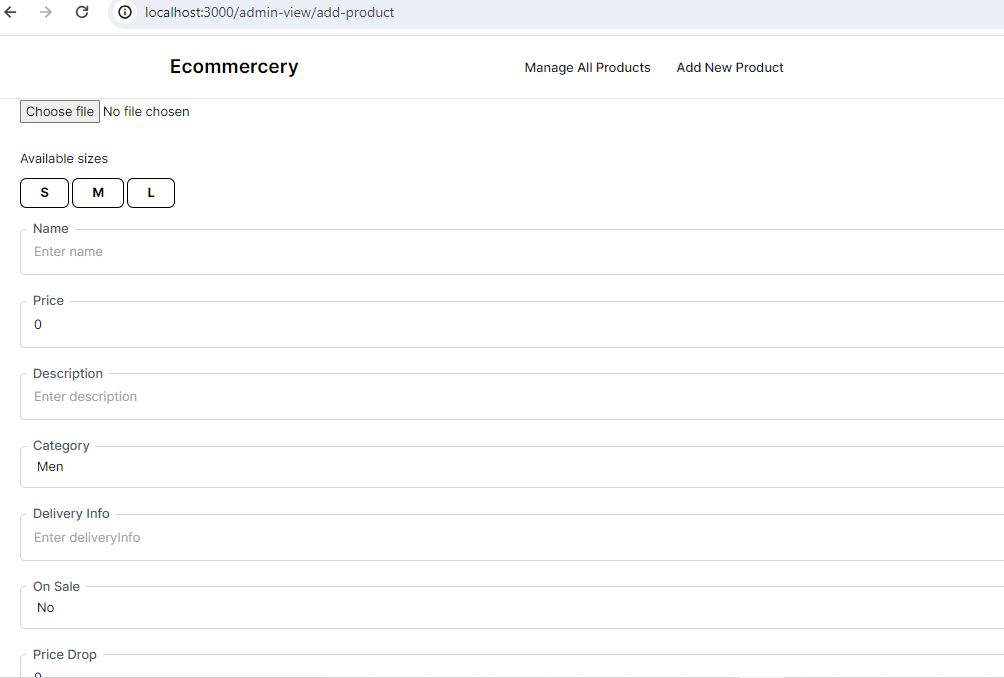 localhost:3000/admin-view/add-product
Ecommercery Manage All Products Add New Product
Choose file No file chosen
Available sizes
S M L
Name
Enter name
Price
0
Description
Enter description
Category
Men
Delivery Info
Enter deliveryInfo
On Sale
No
Price Drop
0